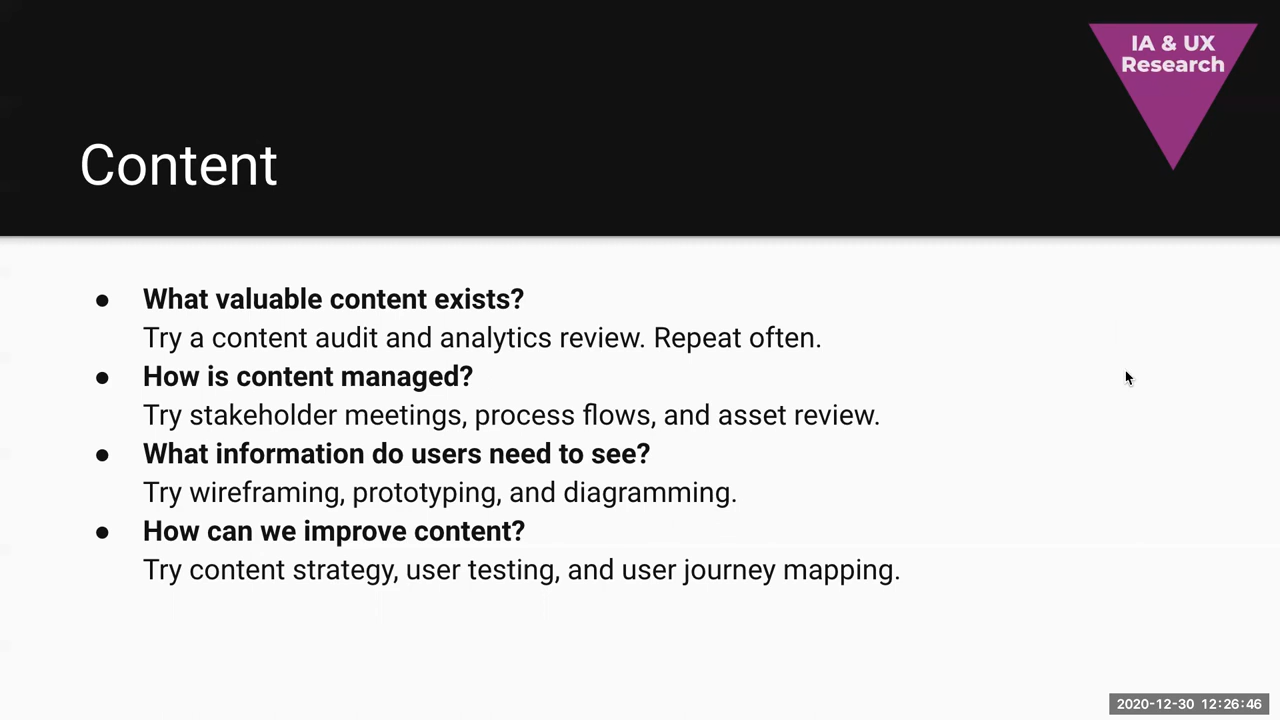 IA & UX
Research
Content
● What valuable content exists?
Try a content audit and analytics review. Repeat often.
● How is content managed?
Try stakeholder meetings, process flows, and asset review.
● What information do users need to see?
Try wireframing, prototyping, and diagramming.
● How can we improve content?
Try content strategy, user testing, and user journey mapping.
2020-12-30 12:26:46